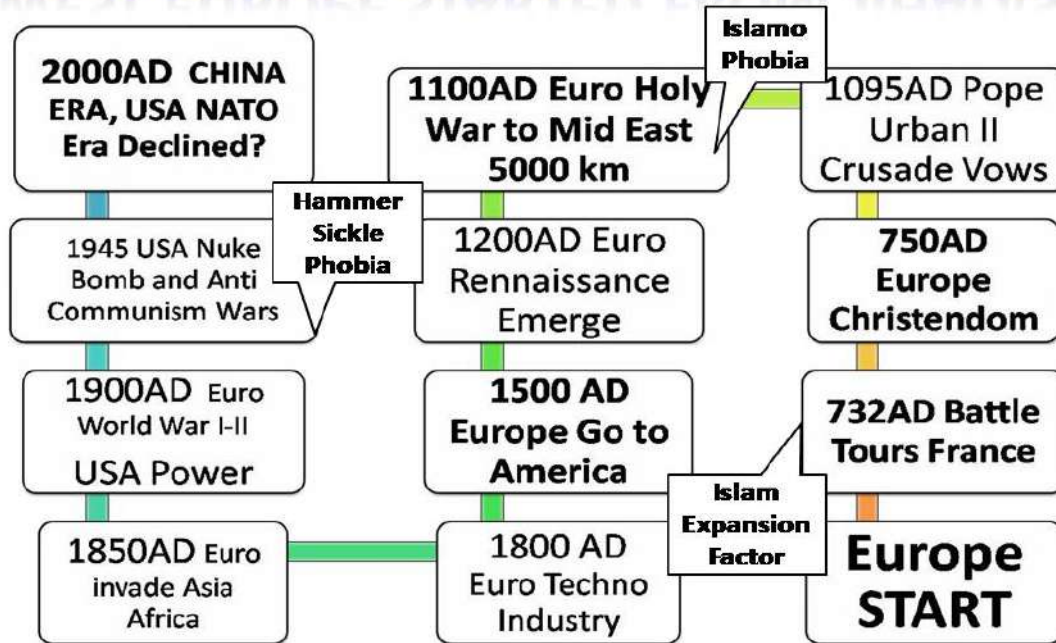 2000AD CHINA
ERA, USA NATO
Era Declined?
1945 USA Nuke
Bomb and Anti
Communism Wars
Hammer
Sickle
Phobia
1900AD Euro
World War I-II
USA Power
1850AD Euro
invade Asia
Africa
1100AD Euro Holy
War to Mid East
5000 km
Islamo
Phobia
1200AD Euro
Rennaissance
Emerge
1500 AD
Europe Go to
America
1800 AD
Euro Techno
Industry
1095AD Pope
Urban II
Crusade Vows
750AD
Europe
Christendom
732AD Battle
Tours France
Islam
Expansion
Factor
Europe
START